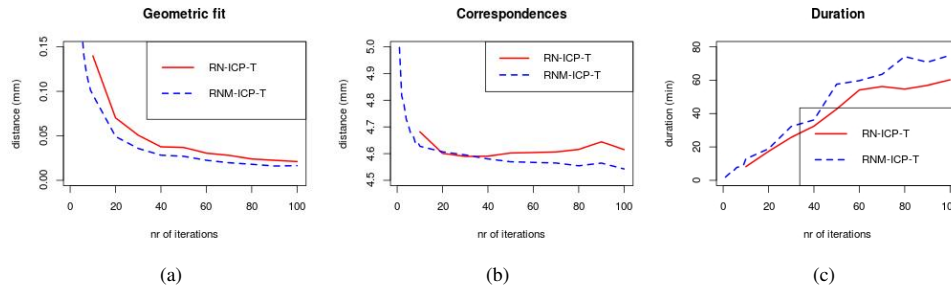 Geometric fit
distance (mm)
0.15
0.10
0.05
0.00
RN-ICP-T
RNM-ICP-T
0 20 40 60 80 100
nr of iterations
(a)
Correspondences
distance (mm)
5.0
4.9
4.8
4.7
4.6
4.5
RN-ICP-T
RNM-ICP-T
0 20 40 60 80 100
nr of iterations
(b)
Duration
duration (min)
80
60
40
20
0
RN-ICP-T
RNM-ICP-T
0 20 40 60 80 100
nr of iterations
(c)